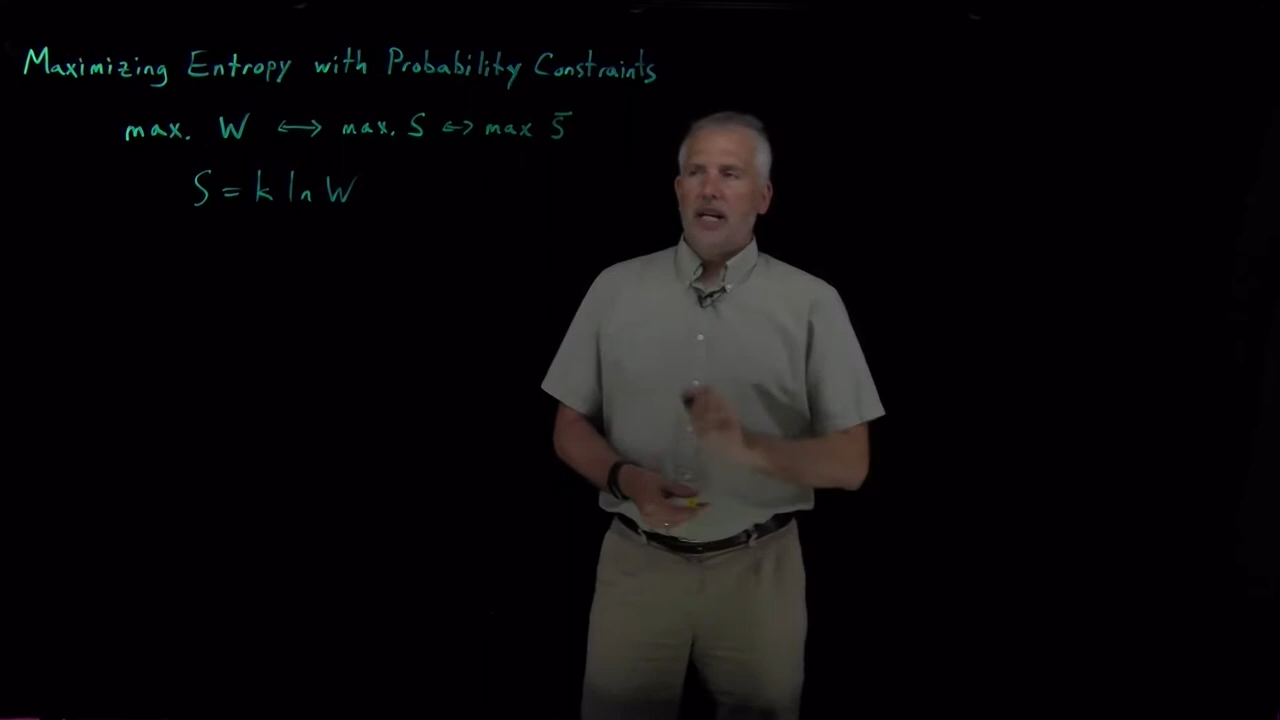 Maximizing Entropy with Probability Constraints
max. W ⟷ max. S ↔ max S̄
S = k ln W